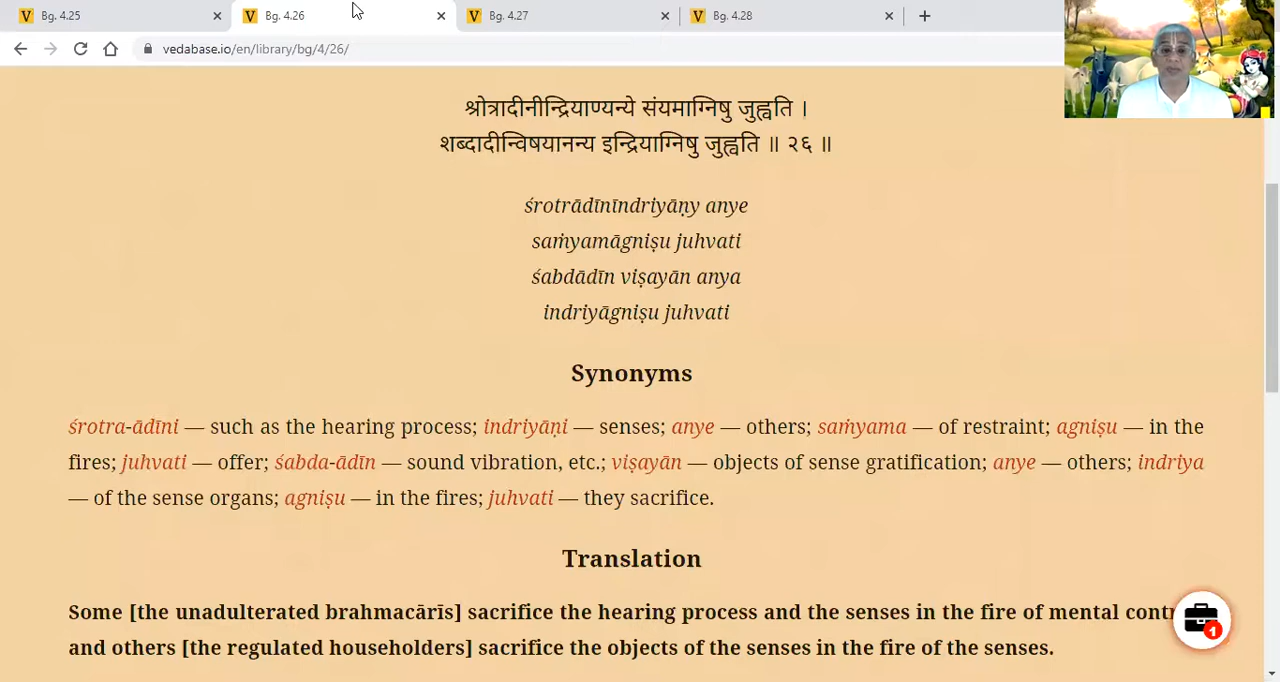 Bg. 4.25
Bg. 4.26
Bg. 4.27
Bg. 4.28
vedabase.io/en/library/bg/4/26/
श्रोत्रादीनीन्द्रियाण्यन्ये संयमाग्निषु जुह्वति ।
शब्दादीन्विषयानन्य इन्द्रियाग्निषु जुह्वति ॥ २६ ॥
śrotrādīnīndriyāṇy anye
saṁyamāgniṣu juhvati
śabdādīn viṣayān anya
indriyāgniṣu juhvati
Synonyms
śrotra-ādīni — such as the hearing process; indriyāṇi — senses; anye — others; saṁyama — of restraint; agniṣu — in the
fires; juhvati — offer; śabda-ādīn — sound vibration, etc.; viṣayān — objects of sense gratification; anye — others; indriya
— of the sense organs; agniṣu — in the fires; juhvati — they sacrifice.
Translation
Some [the unadulterated brahmacārīs] sacrifice the hearing process and the senses in the fire of mental cont
and others [the regulated householders] sacrifice the objects of the senses in the fire of the senses.
1